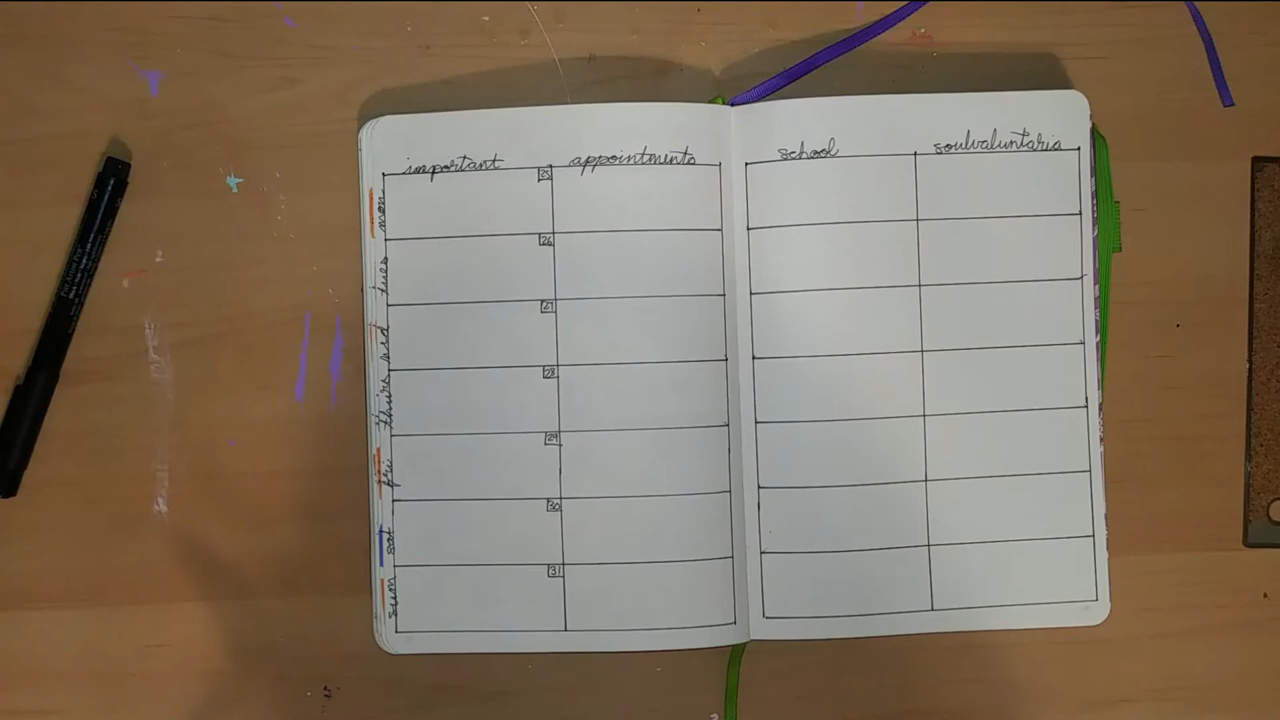 important appointments school soulvaluntaria
mon 25
tues 26
wed 27
thurs 28
fri 29
sat 30
sun 31